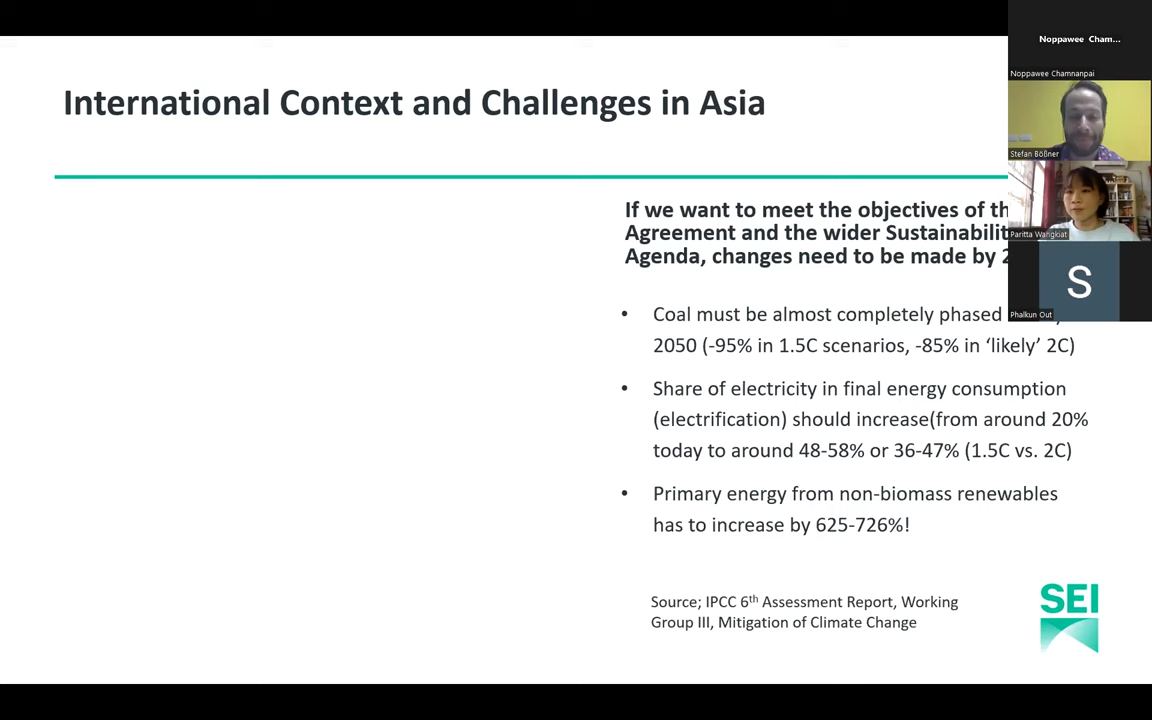 International Context and Challenges in Asia
Noppawee Cham...
Noppawee Chamnanpai
Stefan Bößner
Paritta Wangkiat
S
Phalkun Out
If we want to meet the objectives of th
Agreement and the wider Sustainabilit
Agenda, changes need to be made by 2
• Coal must be almost completely phased
2050 (-95% in 1.5C scenarios, -85% in ‘likely’ 2C)
• Share of electricity in final energy consumption
(electrification) should increase(from around 20%
today to around 48-58% or 36-47% (1.5C vs. 2C)
• Primary energy from non-biomass renewables
has to increase by 625-726%!
Source; IPCC 6th Assessment Report, Working
Group III, Mitigation of Climate Change
SEI